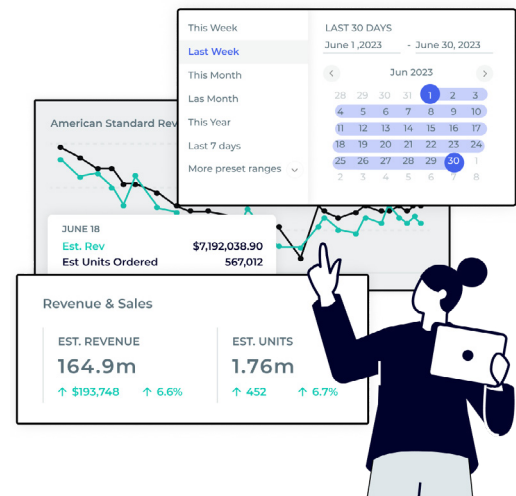 This Week
Last Week
This Month
Las Month
This Year
Last 7 days
More preset ranges
LAST 30 DAYS
June 1 ,2023 - June 30, 2023
Jun 2023
28 29 30 31 1 2 3
4 5 6 7 8 9 10
11 12 13 14 15 16 17
18 19 20 21 22 23 24
25 26 27 28 29 30 1
2 3 4 5 6 7 8
American Standard Rev
JUNE 18
Est. Rev $7,192,038.90
Est Units Ordered 567,012
Revenue & Sales
EST. REVENUE
164.9m
↑ $193,748 ↑ 6.6%
EST. UNITS
1.76m
↑ 452 ↑ 6.7%